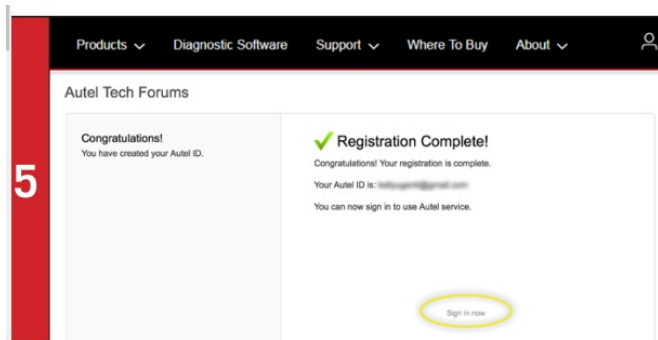 Products Diagnostic Software Support Where To Buy About
Autel Tech Forums
5
Congratulations!
You have created your Autel ID.
Registration Complete!
Congratulations! Your registration is complete.
Your Autel ID is:
You can now sign in to use Autel service.
Sign in now